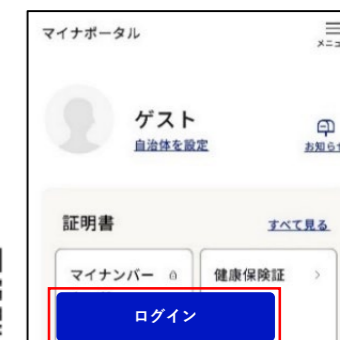 マイナポータル
メニュ
ゲスト
自治体を設定
お知らせ
証明書
すべて見る
マイナンバー
健康保険証
ログイン